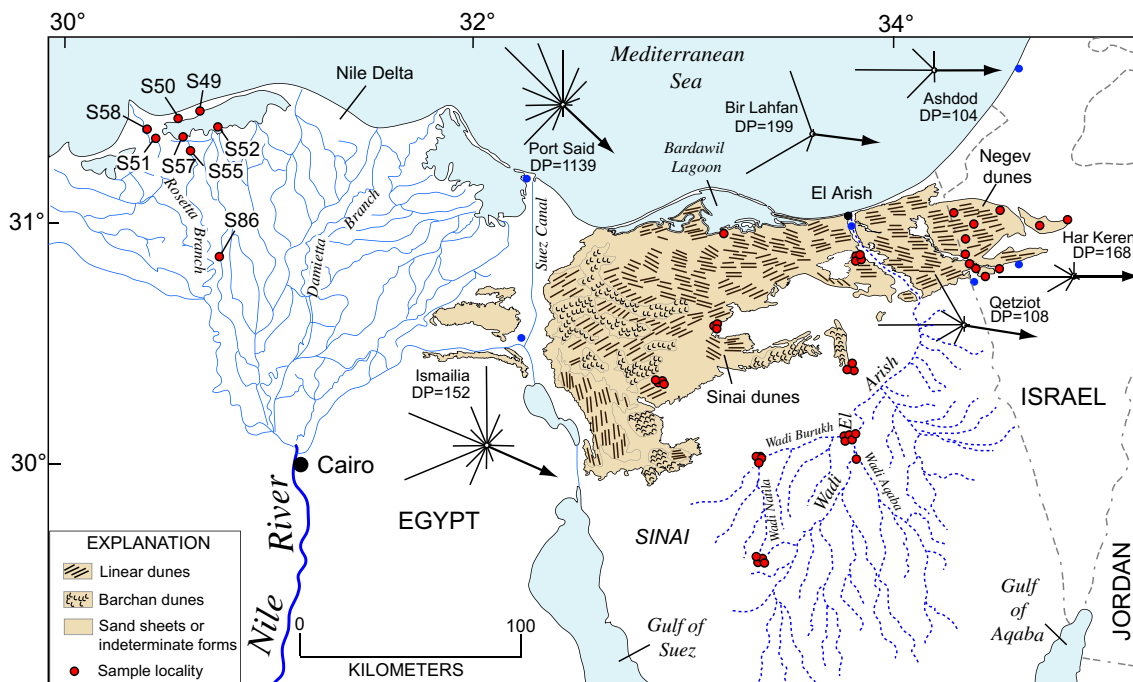 30°
32°
34°
Mediterranean
Sea
Nile Delta
S50
S49
S58
S51
S57
S55
S52
S86
Rosetta
Branch
Damietta
Branch
Port Said
DP=1139
Suez Canal
Bir Lahfan
DP=199
Bardawil
Lagoon
Ashdod
DP=104
El Arish
Negev
dunes
Har Keren
DP=168
Qetziot
DP=108
31°
Ismailia
DP=152
Sinai dunes
ISRAEL
30°
Cairo
EGYPT
SINAI
Wadi Burukh
Wadi Natila
Wadi Aqaba
Wadi
El
Arish
Nile
River
Gulf of
Suez
Gulf
of
Aqaba
JORDAN
EXPLANATION
Linear dunes
Barchan dunes
Sand sheets or
indeterminate forms
Sample locality
0
100
KILOMETERS